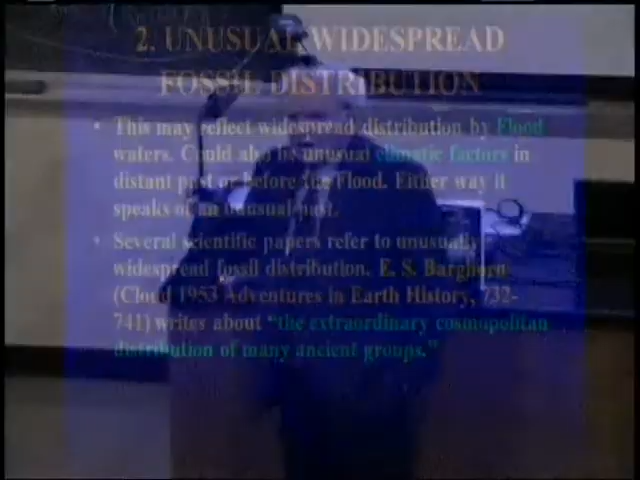 2. UNUSUAL WIDESPREAD
FOSSIL DISTRIBUTION
• This may reflect widespread distribution by Flood
waters. Could also be unusual climatic factors in
distant past or before the Flood. Either way it
speaks of an unusual past.
• Several scientific papers refer to unusually
widespread fossil distribution. E. S. Barghorn
(Cloud 1953 Adventures in Earth History, 732-
741) writes about “the extraordinary cosmopolitan
distribution of many ancient groups.”